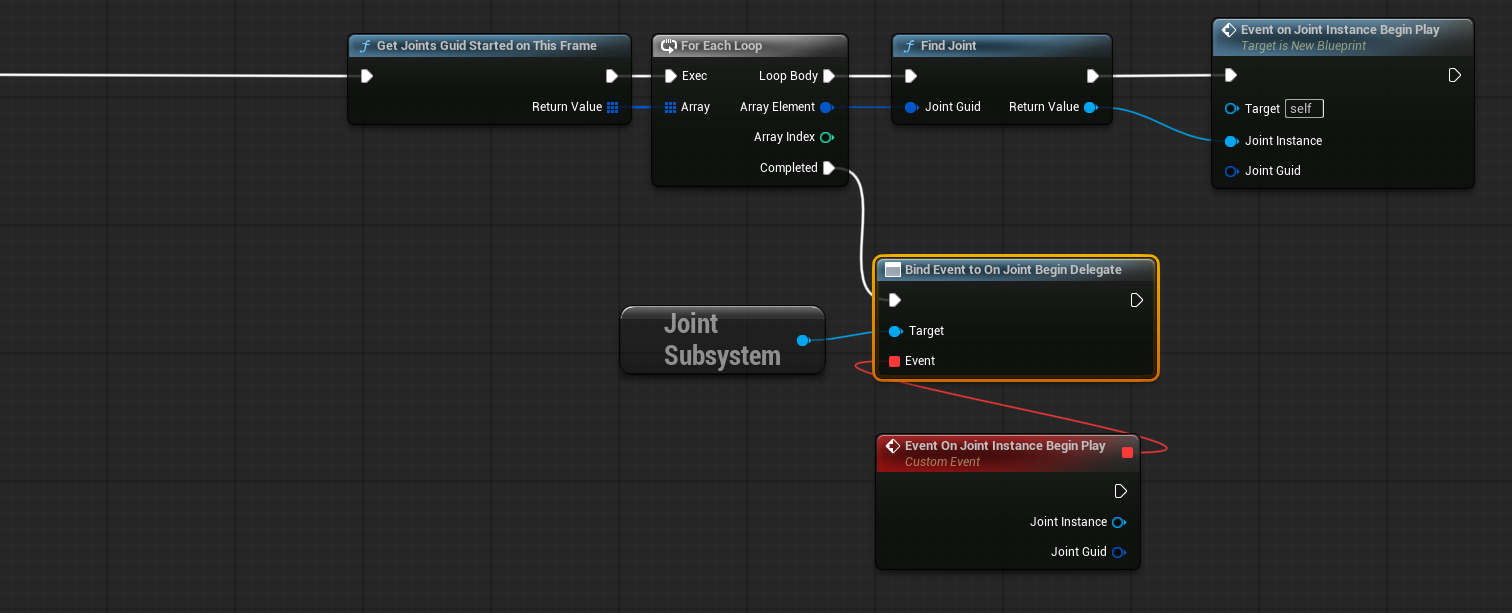 Get Joints Guid Started on This Frame
Return Value
For Each Loop
Exec
Loop Body
Array
Array Element
Array Index
Completed
Find Joint
Joint Guid
Return Value
Event on Joint Instance Begin Play
Target is New Blueprint
Target self
Joint Instance
Joint Guid
Joint
Subsystem
Bind Event to On Joint Begin Delegate
Target
Event
Event On Joint Instance Begin Play
Custom Event
Joint Instance
Joint Guid